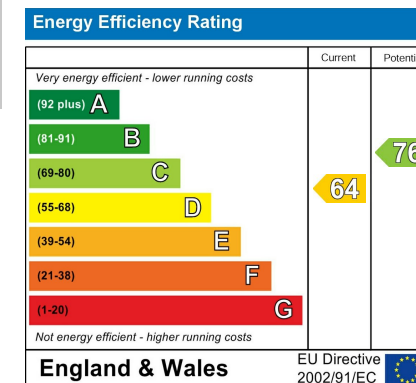 Energy Efficiency Rating
Current Potenti
Very energy efficient - lower running costs
(92 plus) A
(81-91) B
(69-80) C
(55-68) D
(39-54) E
(21-38) F
(1-20) G
64
76
Not energy efficient - higher running costs
England & Wales
EU Directive
2002/91/EC